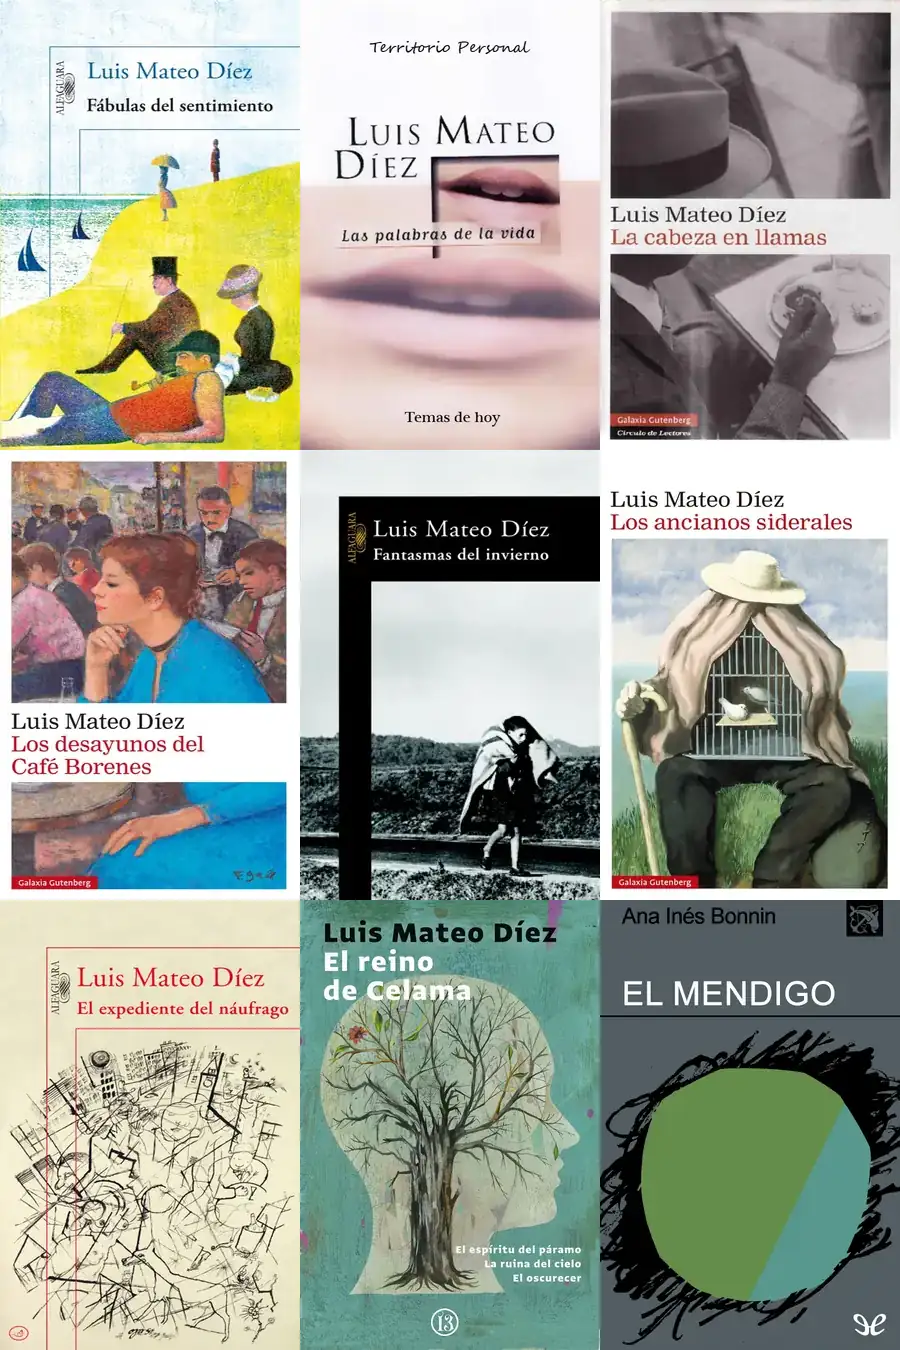 Luis Mateo Díez
Fábulas del sentimiento
ALFAGUARA
Territorio Personal
LUIS MATEO
DÍEZ
Las palabras de la vida
Temas de hoy
Luis Mateo Díez
La cabeza en llamas
Galaxia Gutenberg
Círculo de Lectores
Luis Mateo Díez
Los desayunos del
Café Borenes
Galaxia Gutenberg
ALFAGUARA
Luis Mateo Díez
Fantasmas del invierno
Luis Mateo Díez
Los ancianos siderales
Galaxia Gutenberg
ALFAGUARA
Luis Mateo Díez
El expediente del náufrago
Luis Mateo Díez
El reino
de Celama
El espíritu del páramo
La ruina del cielo
El oscurecer
13
Ana Inés Bonnin
EL MENDIGO